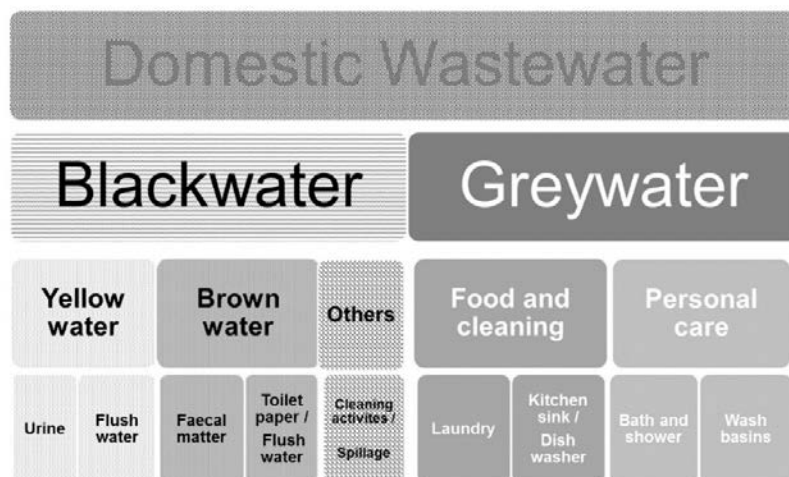 Domestic Wastewater
Blackwater
Greywater
Yellow
water
Brown
water
Others
Food and
cleaning
Personal
care
Urine
Flush
water
Faecal
matter
Toilet
paper /
Flush
water
Cleaning
activites /
Spillage
Laundry
Kitchen
sink /
Dish
washer
Bath and
shower
Wash
basins